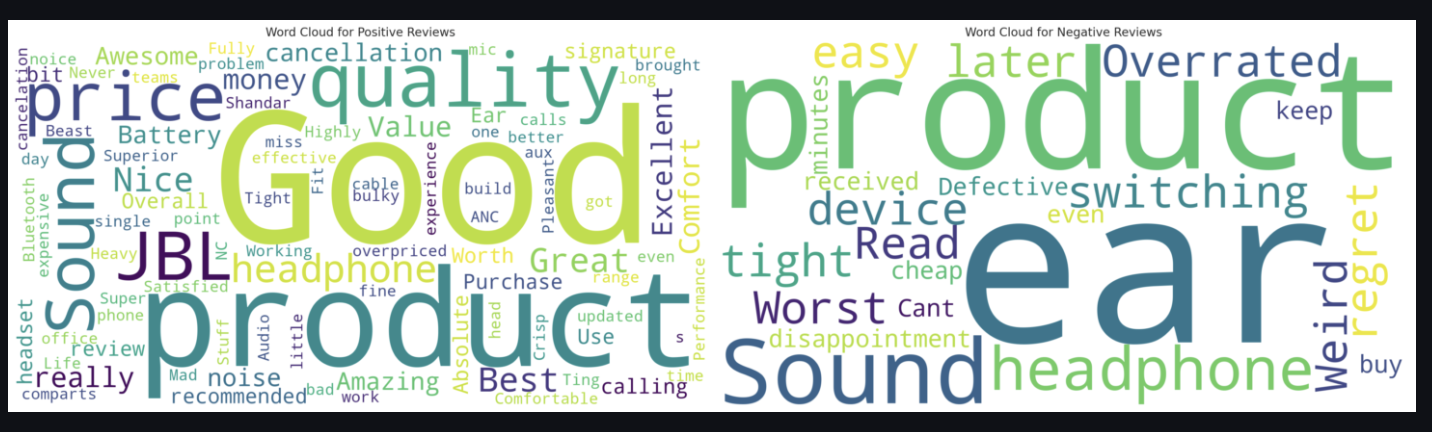 Word Cloud for Positive Reviews
noice
Awesome
Fully
cancellation
mic
signature
cancelation
bit
Never
problem
teams
money
quality
long
brought
price
Shandar
Beast
Battery
Highly
Value
Ear
calls
one
better
Excellent
day
Superior
miss
effective
Good
aux
Comfort
Nice
Fit
cable
bulky
experience
build
Pleasant
Bluetooth
expensive
Sound
Overall
Tight
ANC
got
single
point
Heavy
JBL
NC
Working
overpriced
Worth
Great
even
headphone
Satisfied
fine
Purchase
range
Performance
Super
phone
product
headset
office
review
Stuff
Audio
little
Absolute
head
Crisp
updated
Use
s
Life
really
Mad
noise
bad
Amazing
Best
Ting
calling
time
comparts
recommended
work
Comfortable
Word Cloud for Negative Reviews
easy
later
Overrated
product
keep
minutes
received
Defective
switching
device
even
regret
Read
ear
tight
cheap
Worst
Cant
Weird
disappointment
Sound
headphone
buy